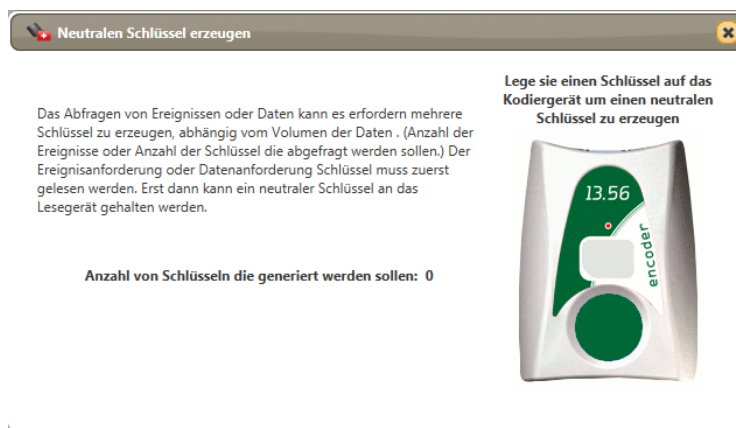 Neutralen Schlüssel erzeugen
Lege sie einen Schlüssel auf das
Kodiergerät um einen neutralen
Schlüssel zu erzeugen
Das Abfragen von Ereignissen oder Daten kann es erfordern mehrere
Schlüssel zu erzeugen, abhängig vom Volumen der Daten . (Anzahl der
Ereignisse oder Anzahl der Schlüssel die abgefragt werden sollen.) Der
Ereignisanforderung oder Datenanforderung Schlüssel muss zuerst
gelesen werden. Erst dann kann ein neutraler Schlüssel an das
Lesegerät gehalten werden.
Anzahl von Schlüsseln die generiert werden sollen: 0
13.56
encoder